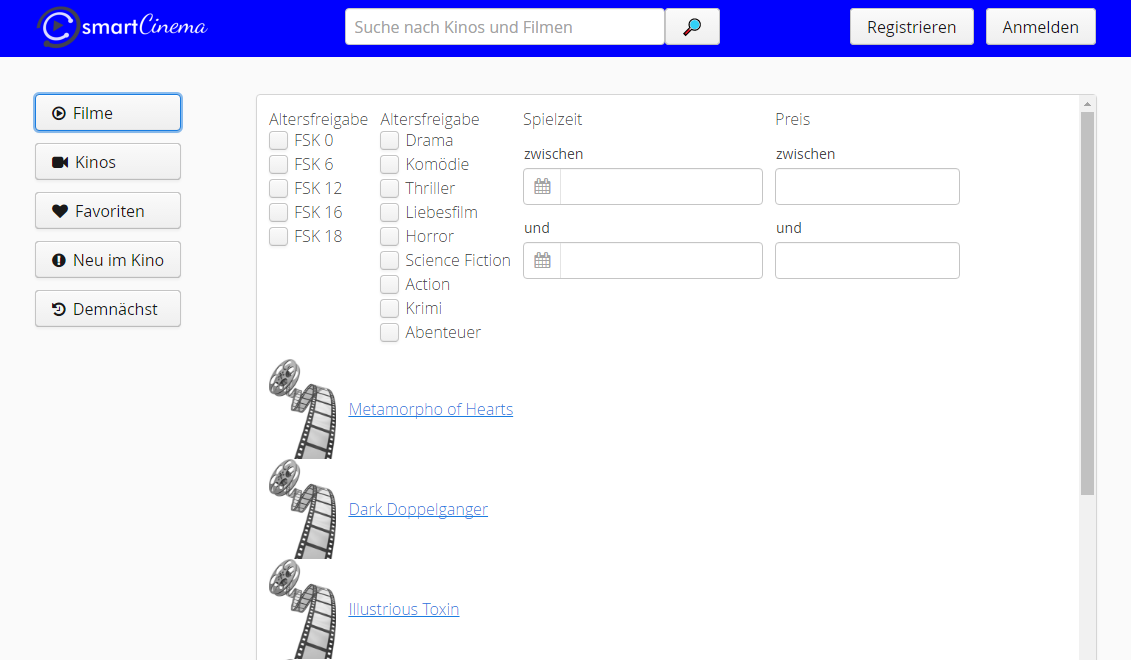 smartCinema
Suche nach Kinos und Filmen
Registrieren
Anmelden
Filme
Kinos
Favoriten
Neu im Kino
Demnächst
Altersfreigabe
FSK 0
FSK 6
FSK 12
FSK 16
FSK 18
Altersfreigabe
Drama
Komödie
Thriller
Liebesfilm
Horror
Science Fiction
Action
Krimi
Abenteuer
Spielzeit
zwischen
und
Preis
zwischen
und
Metamorpho of Hearts
Dark Doppelganger
Illustrious Toxin